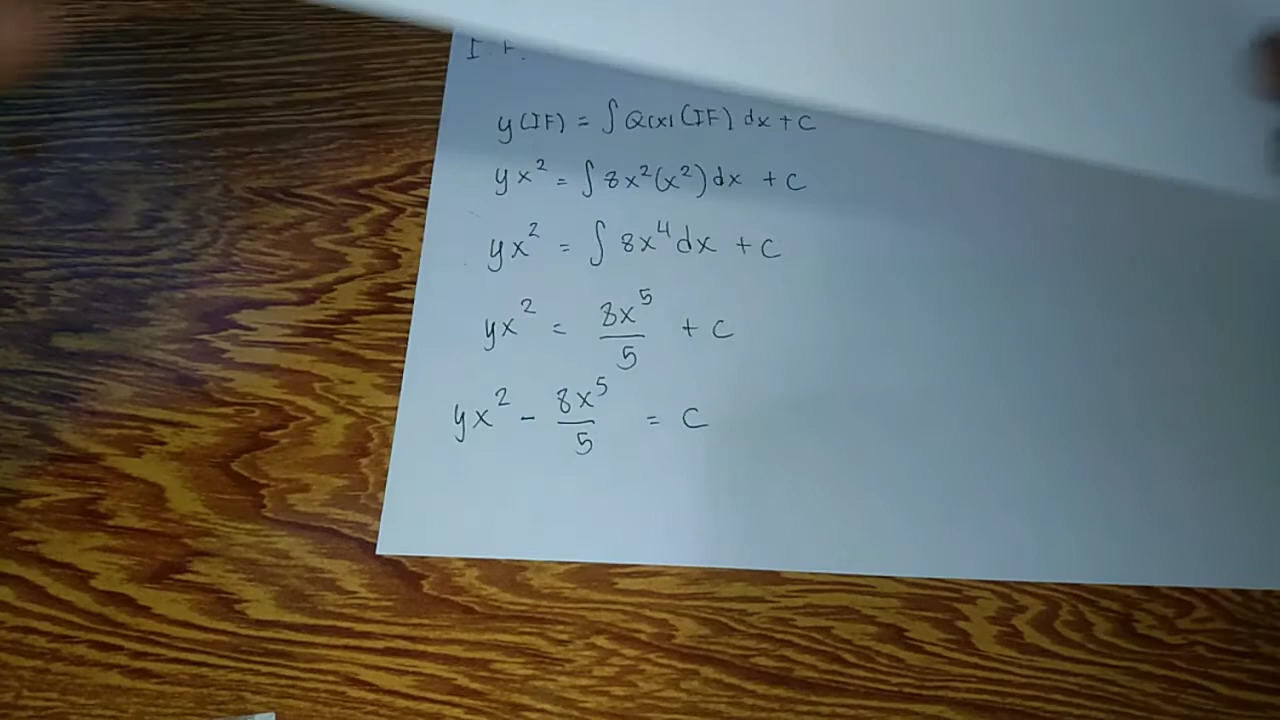 I.F.
y(IF) = ∫ Q(x) (IF) dx + c
yx² = ∫ 8x²(x²) dx + c
yx² = ∫ 8x⁴ dx + c
yx² = 8x⁵/5 + c
yx² - 8x⁵/5 = c